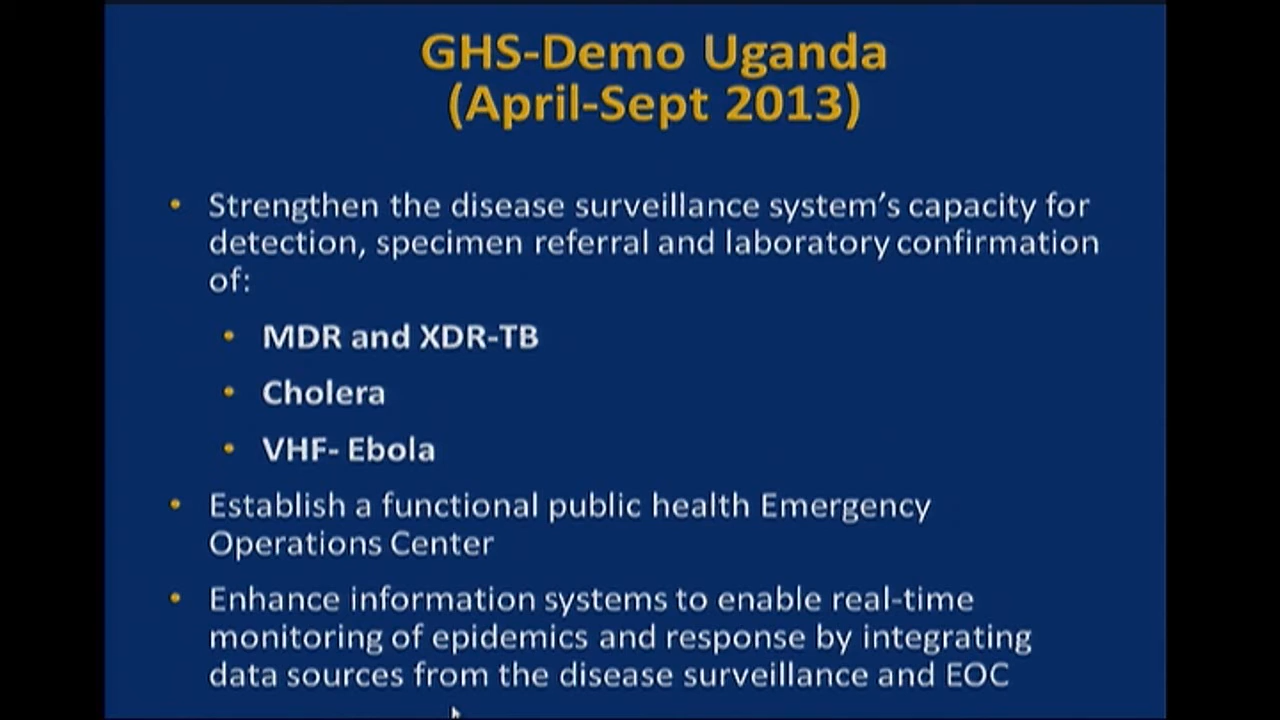 GHS-Demo Uganda
(April-Sept 2013)
• Strengthen the disease surveillance system's capacity for
detection, specimen referral and laboratory confirmation
of:
• MDR and XDR-TB
• Cholera
• VHF- Ebola
• Establish a functional public health Emergency
Operations Center
• Enhance information systems to enable real-time
monitoring of epidemics and response by integrating
data sources from the disease surveillance and EOC